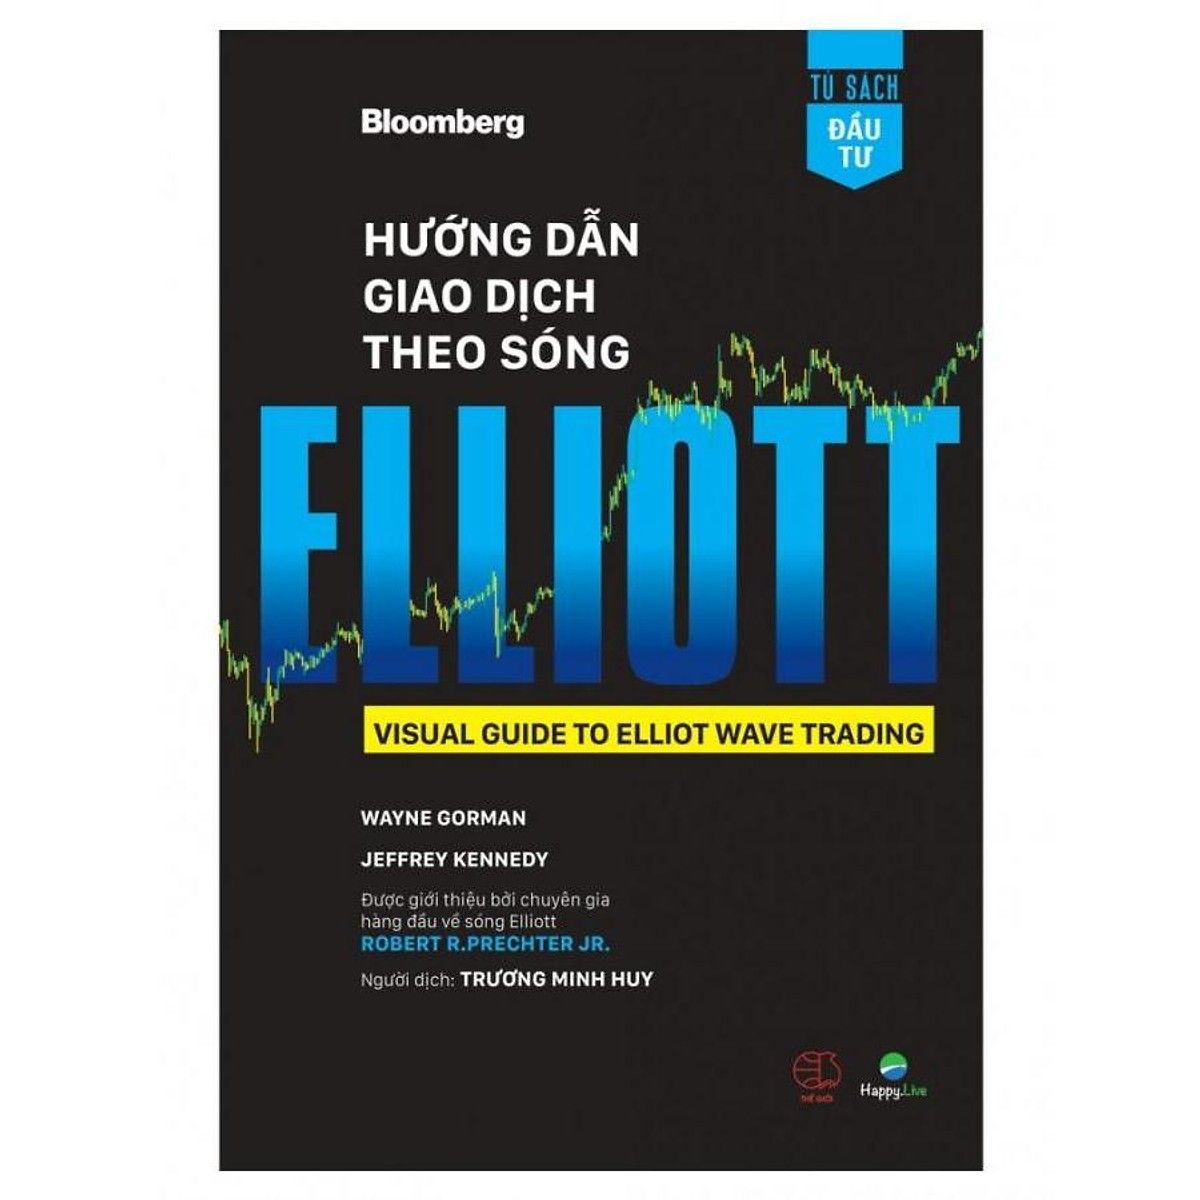 TỦ SÁCH
ĐẦU
TƯ
Bloomberg
HƯỚNG DẪN
GIAO DỊCH
THEO SÓNG
ELLIOTT
VISUAL GUIDE TO ELLIOT WAVE TRADING
WAYNE GORMAN
JEFFREY KENNEDY
Được giới thiệu bởi chuyên gia
hàng đầu về sóng Elliott
ROBERT R.PRECHTER JR.
Người dịch: TRƯƠNG MINH HUY
THẾ GIỚI
Happy.Live